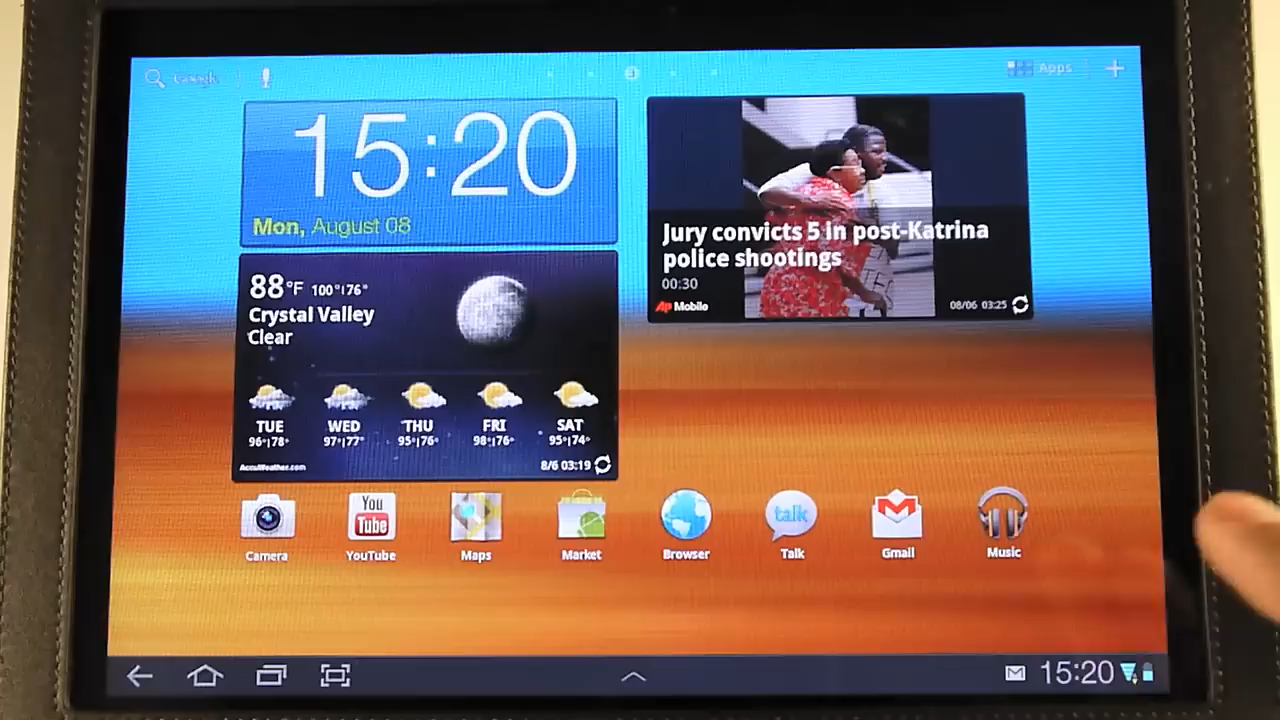 Google
Apps
15:20
Mon, August 08
Jury convicts 5 in post-Katrina
police shootings
00:30
AP Mobile
08/06 03:25
88°F 100°|76°
Crystal Valley
Clear
TUE WED THU FRI SAT
96°|78° 97°|77° 95°|76° 98°|76° 95°|74°
AccuWeather.com
8/6 03:19
You
Tube
talk
Camera YouTube Maps Market Browser Talk Gmail Music
15:20